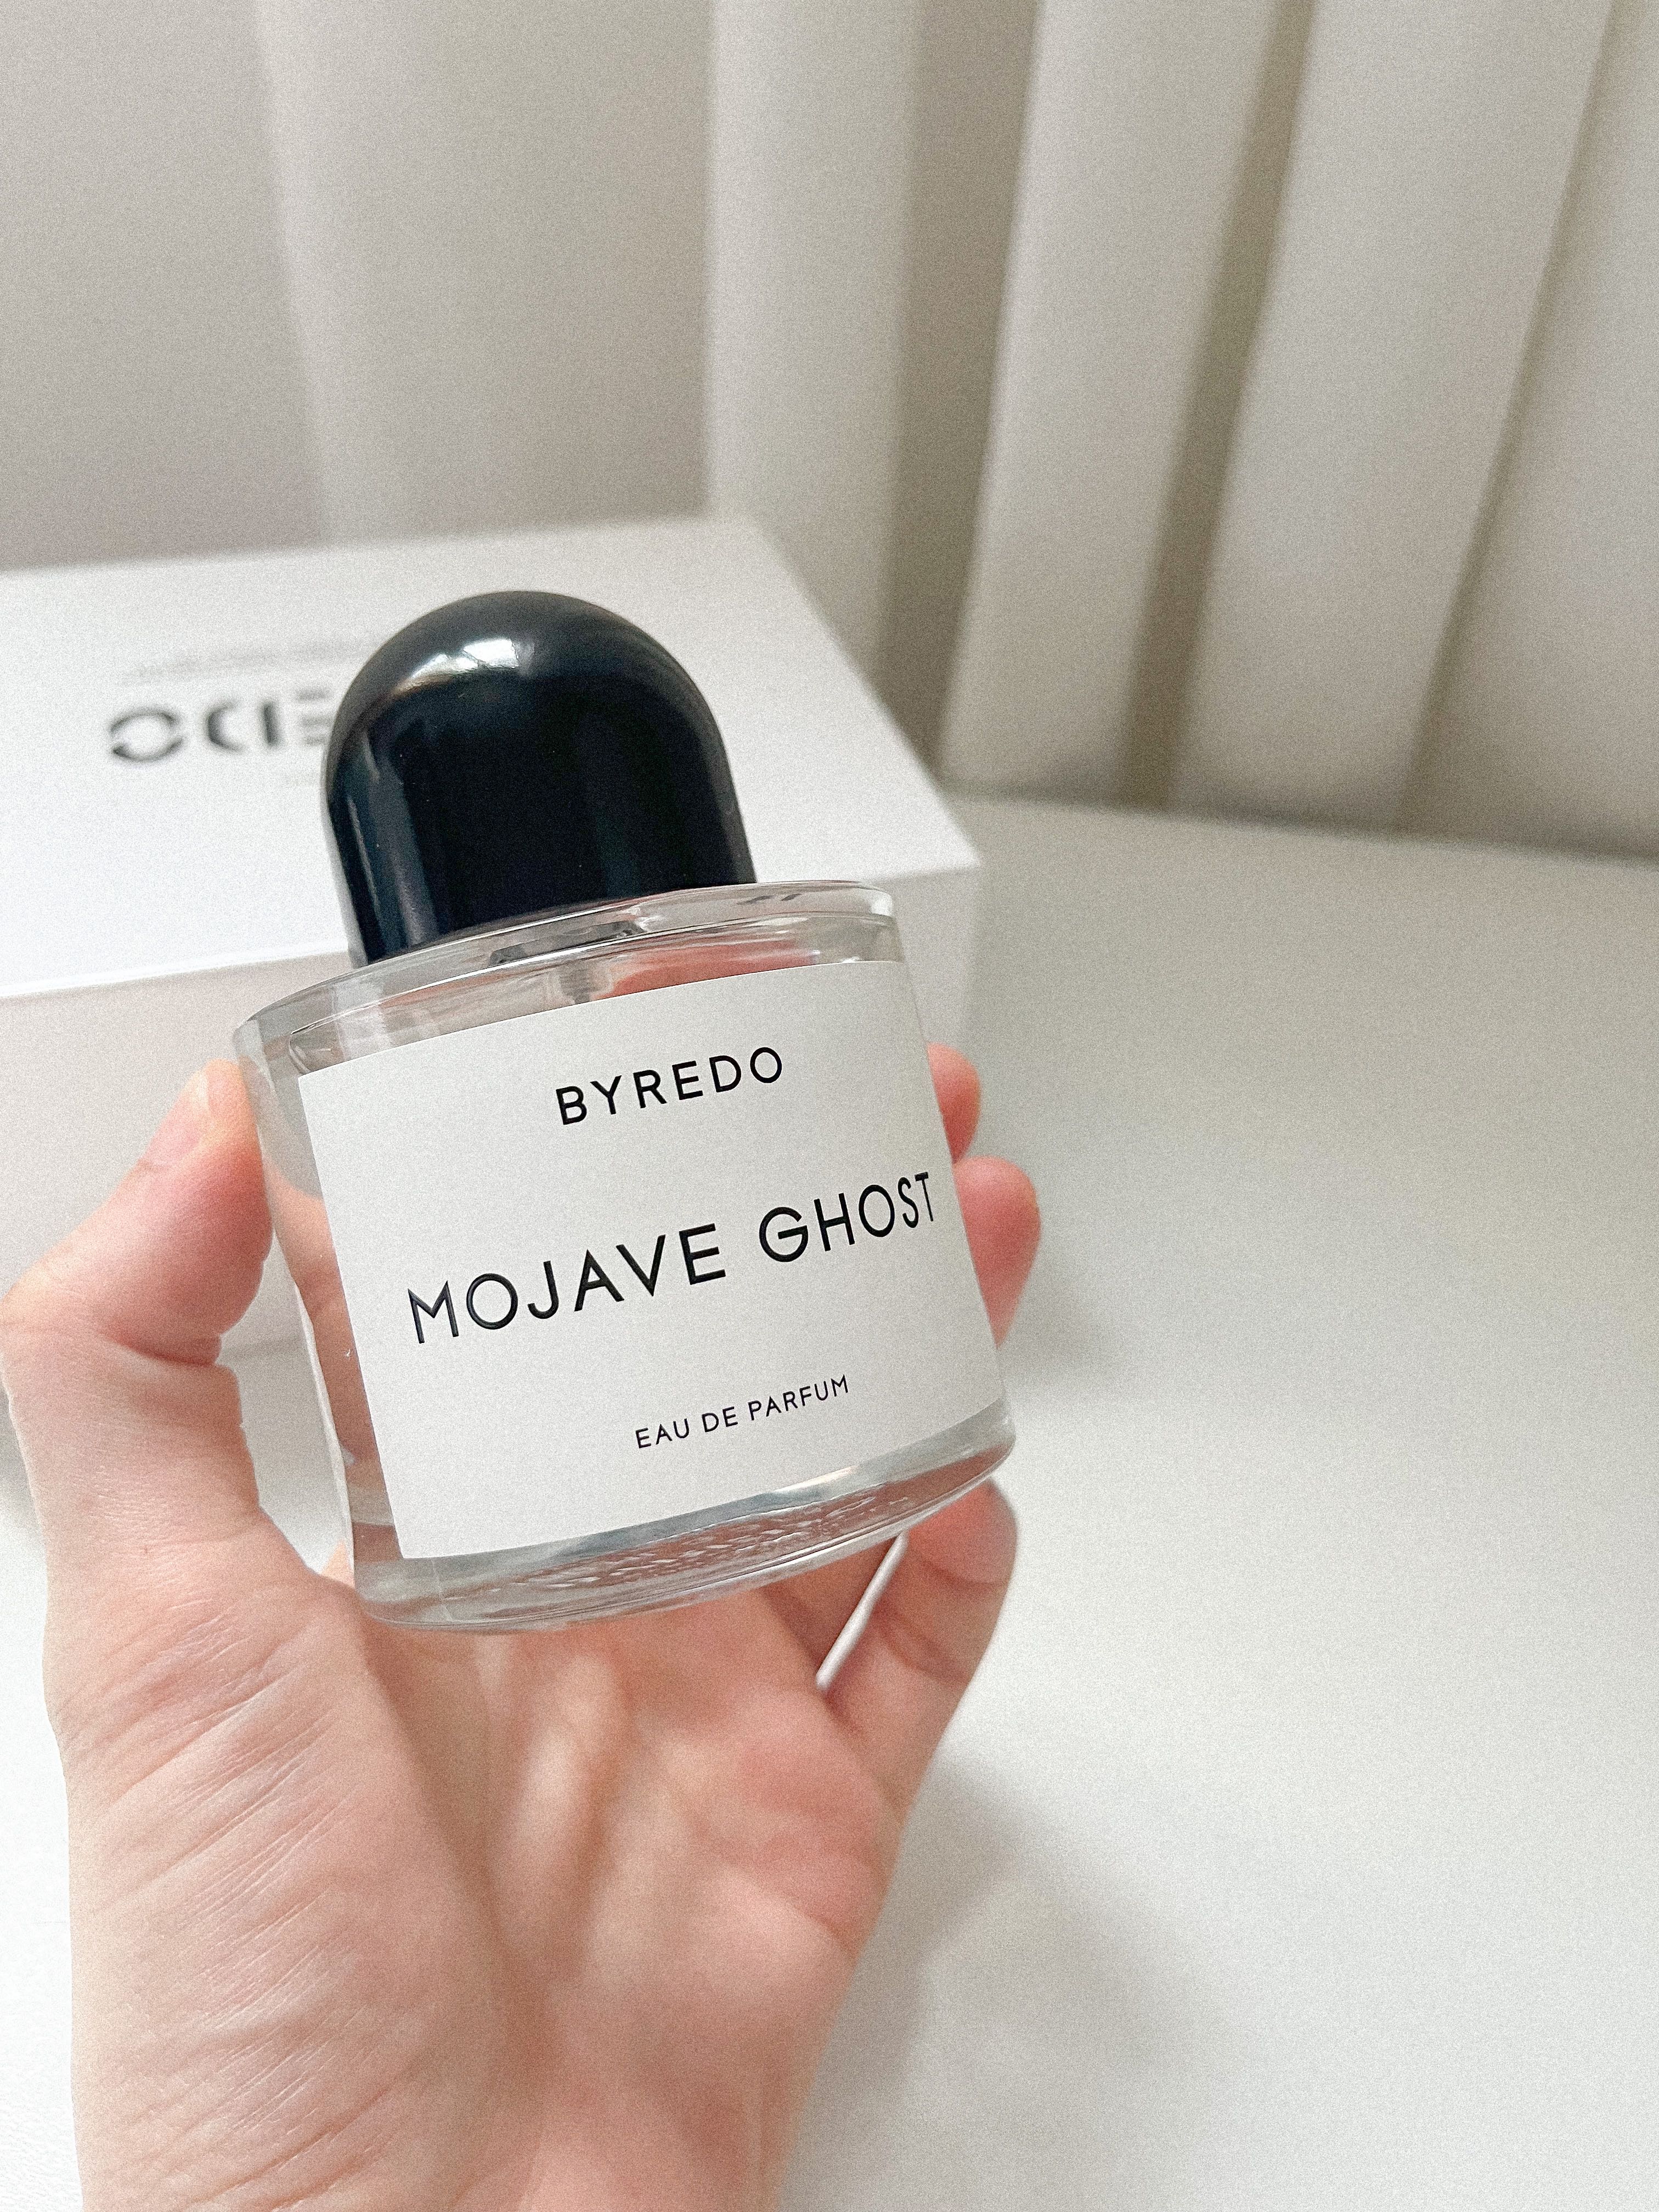 BYREDO
MOJAVE GHOST
EAU DE PARFUM